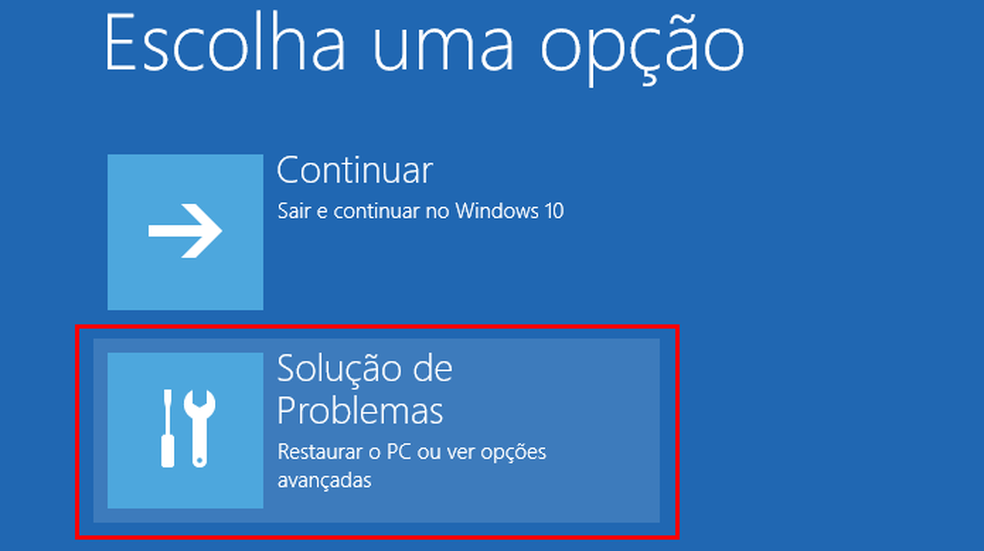 Escolha uma opção
Continuar
Sair e continuar no Windows 10
Solução de
Problemas
Restaurar o PC ou ver opções
avançadas